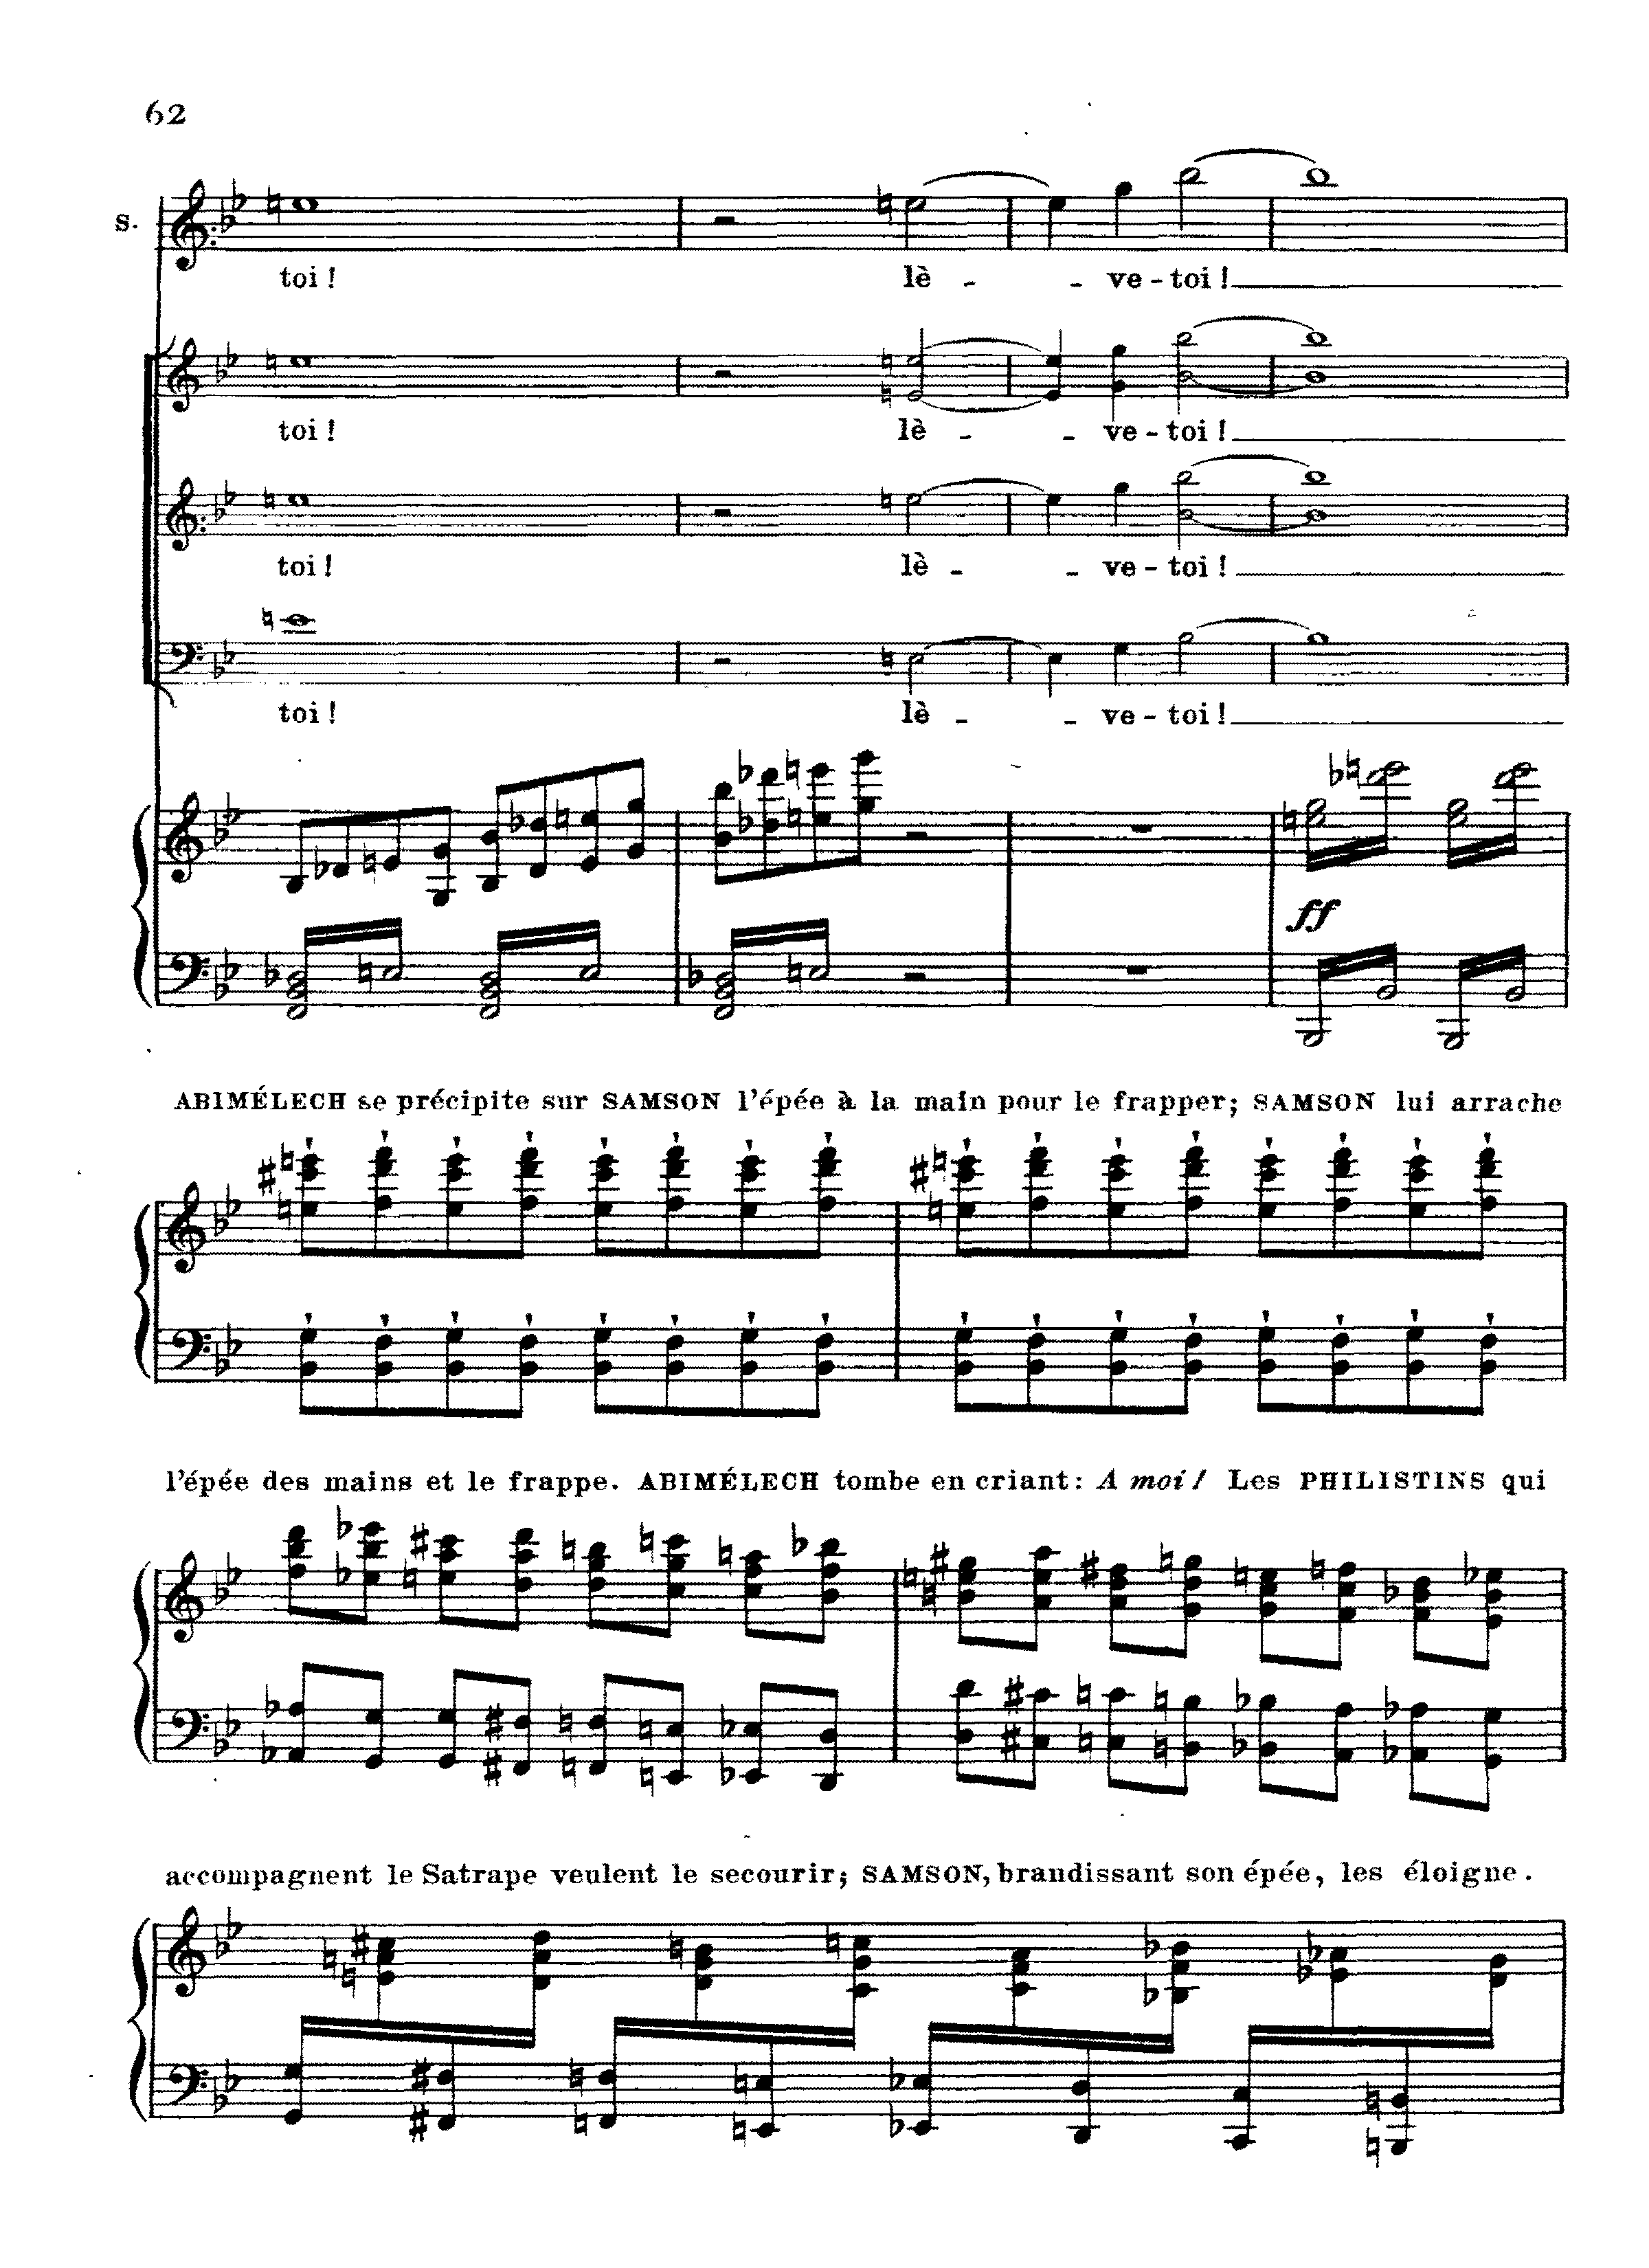 62
S.
toi ! lè - - ve - toi !
toi ! lè - - ve - toi !
toi ! lè - - ve - toi !
toi ! lè - - ve - toi !
ff
ABIMÉLECH se précipite sur SAMSON l'épée à la main pour le frapper; SAMSON lui arrache
l'épée des mains et le frappe. ABIMÉLECH tombe en criant: A moi! Les PHILISTINS qui
accompagnent le Satrape veulent le secourir; SAMSON, brandissant son épée, les éloigne.